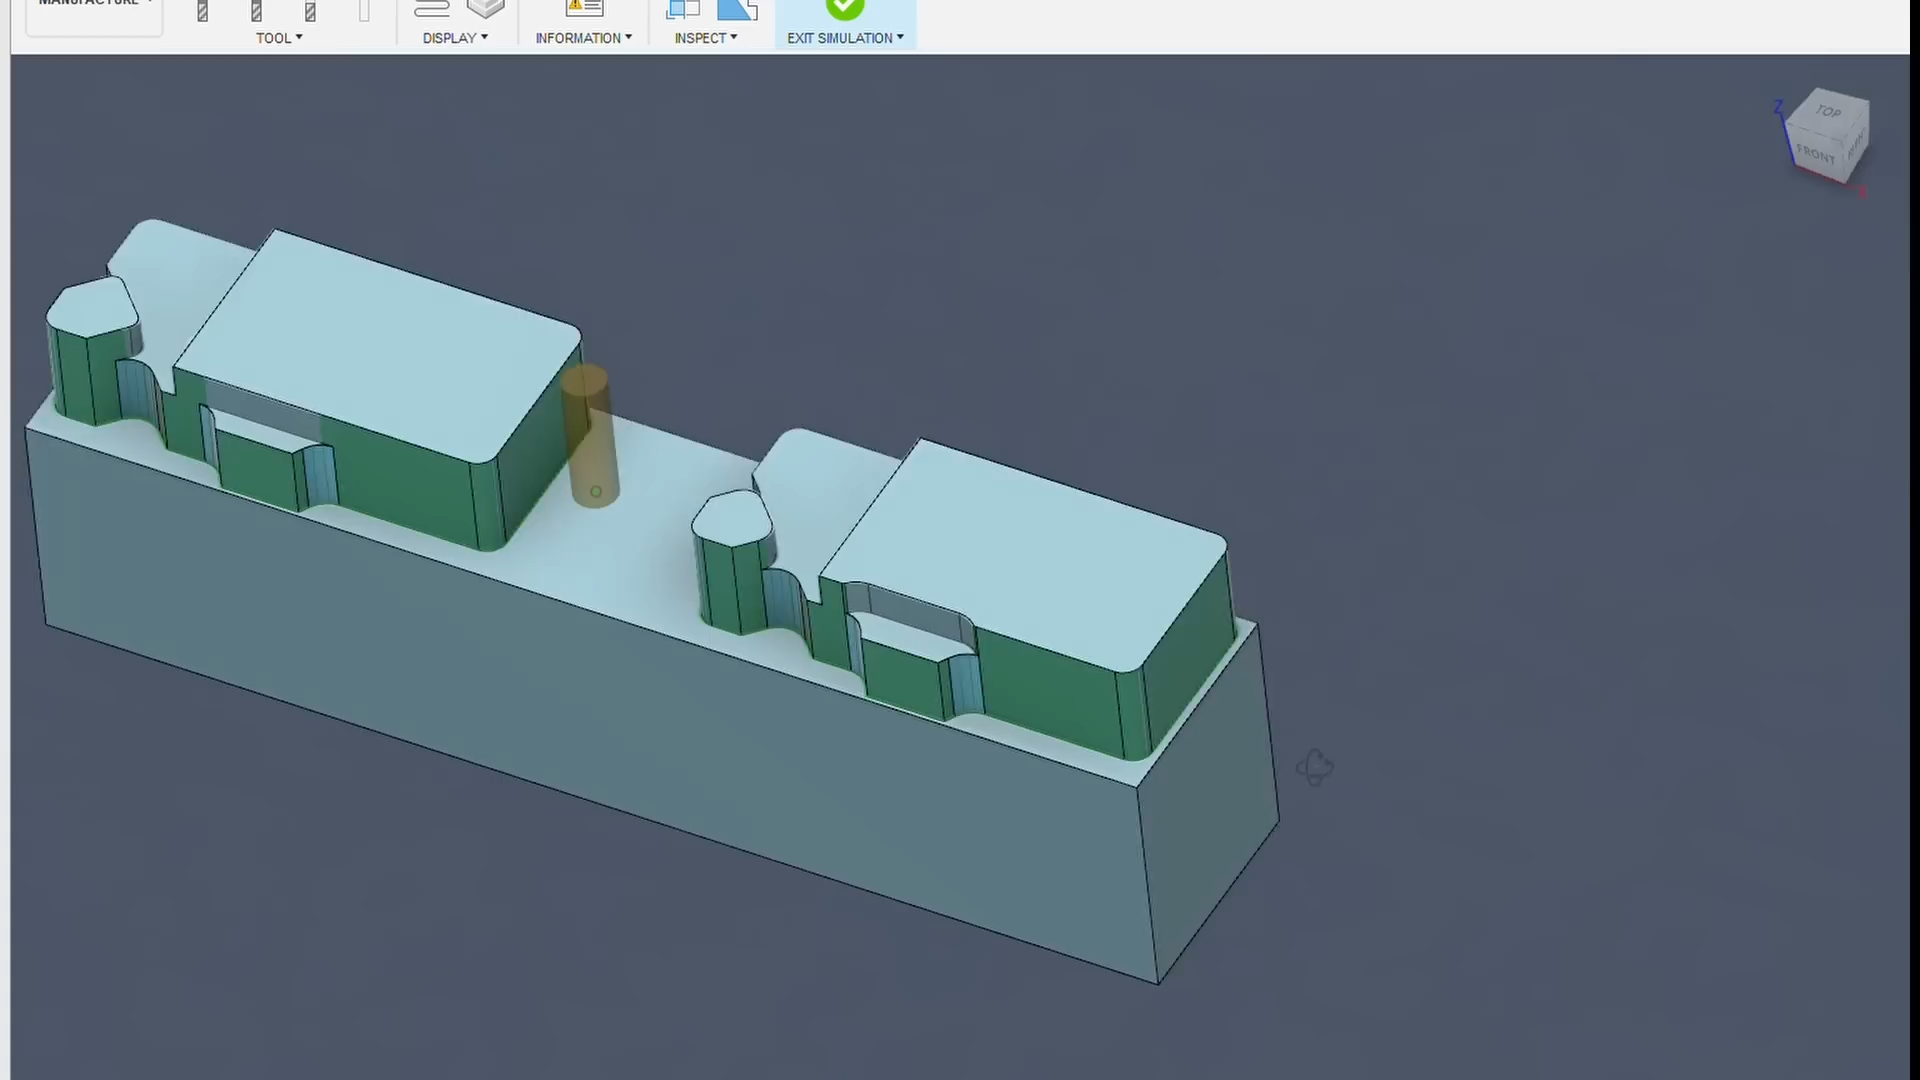 MANUFACTURE
TOOL
DISPLAY
INFORMATION
INSPECT
EXIT SIMULATION
Z
TOP
FRONT
X